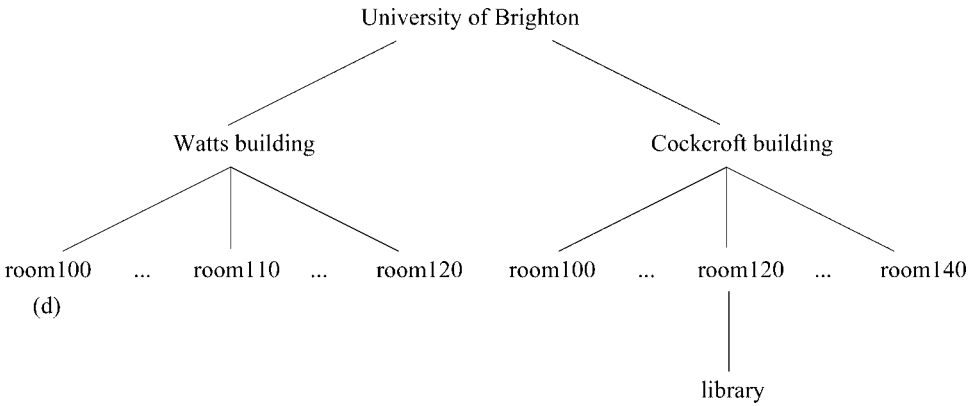 University of Brighton
Watts building Cockcroft building
room100 ... room110 ... room120 room100 ... room120 ... room140
(d)
library